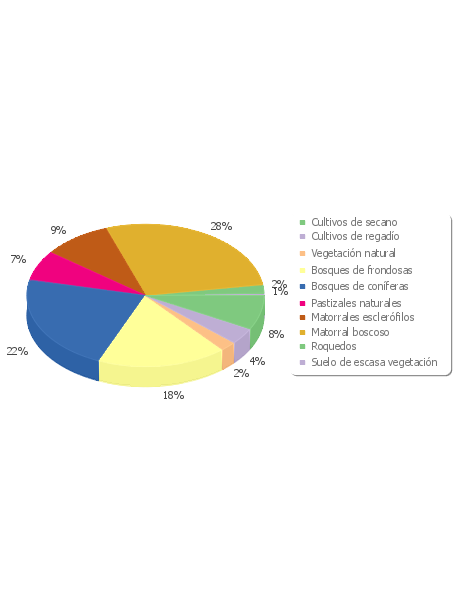 28%
9%
7%
22%
18%
2%
4%
8%
2%
1%
Cultivos de secano
Cultivos de regadío
Vegetación natural
Bosques de frondosas
Bosques de coníferas
Pastizales naturales
Matorrales esclerófilos
Matorral boscoso
Roquedos
Suelo de escasa vegetación